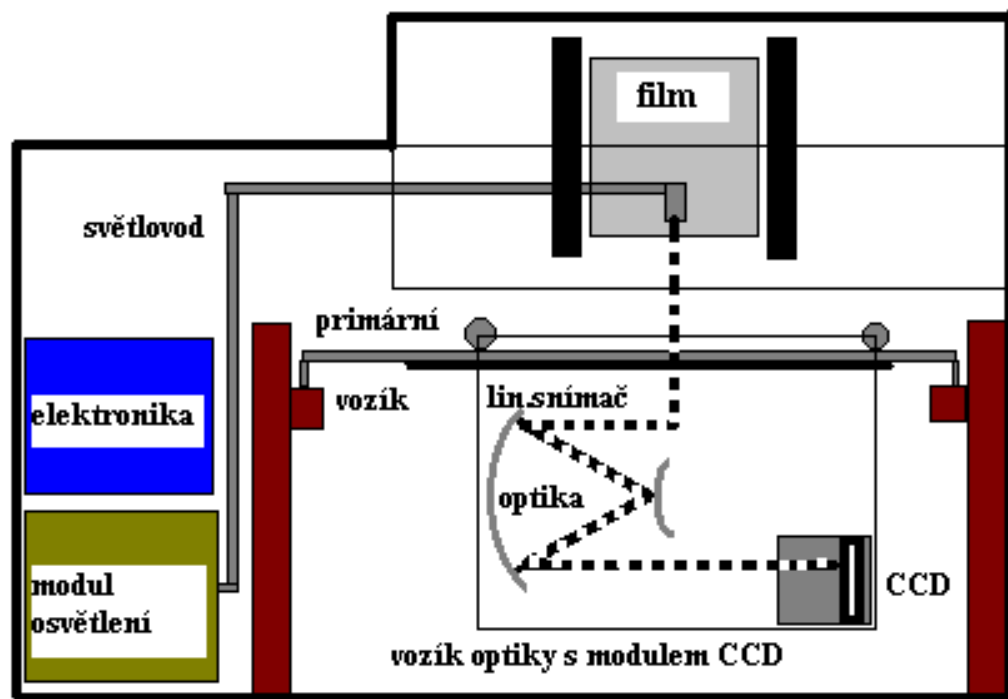 film
světlovod
primární
vozík
lin.snímač
elektronika
optika
modul
osvětlení
CCD
vozík optiky s modulem CCD